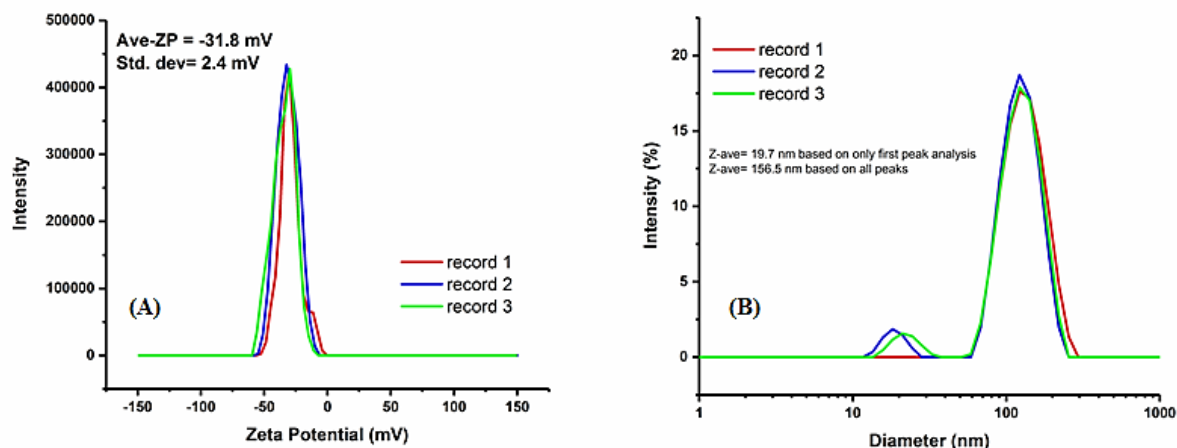 500000
400000
300000
200000
100000
0
Intensity
Ave-ZP = -31.8 mV
Std. dev= 2.4 mV
record 1
record 2
record 3
(A)
-150 -100 -50 0 50 100 150
Zeta Potential (mV)
20
15
10
5
0
Intensity (%)
record 1
record 2
record 3
Z-ave= 19.7 nm based on only first peak analysis
Z-ave= 156.5 nm based on all peaks
(B)
1 10 100 1000
Diameter (nm)